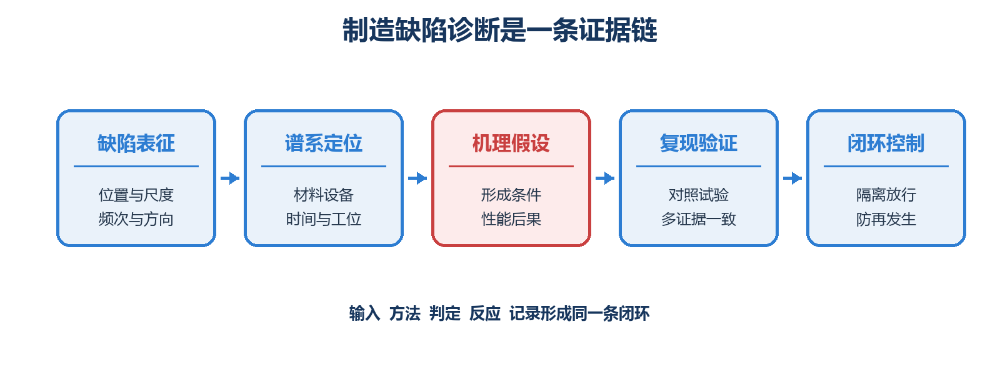 制造缺陷诊断是一条证据链
缺陷表征
位置与尺度
频次与方向
谱系定位
材料设备
时间与工位
机理假设
形成条件
性能后果
复现验证
对照试验
多证据一致
闭环控制
隔离放行
防再发生
输入 方法 判定 反应 记录形成同一条闭环